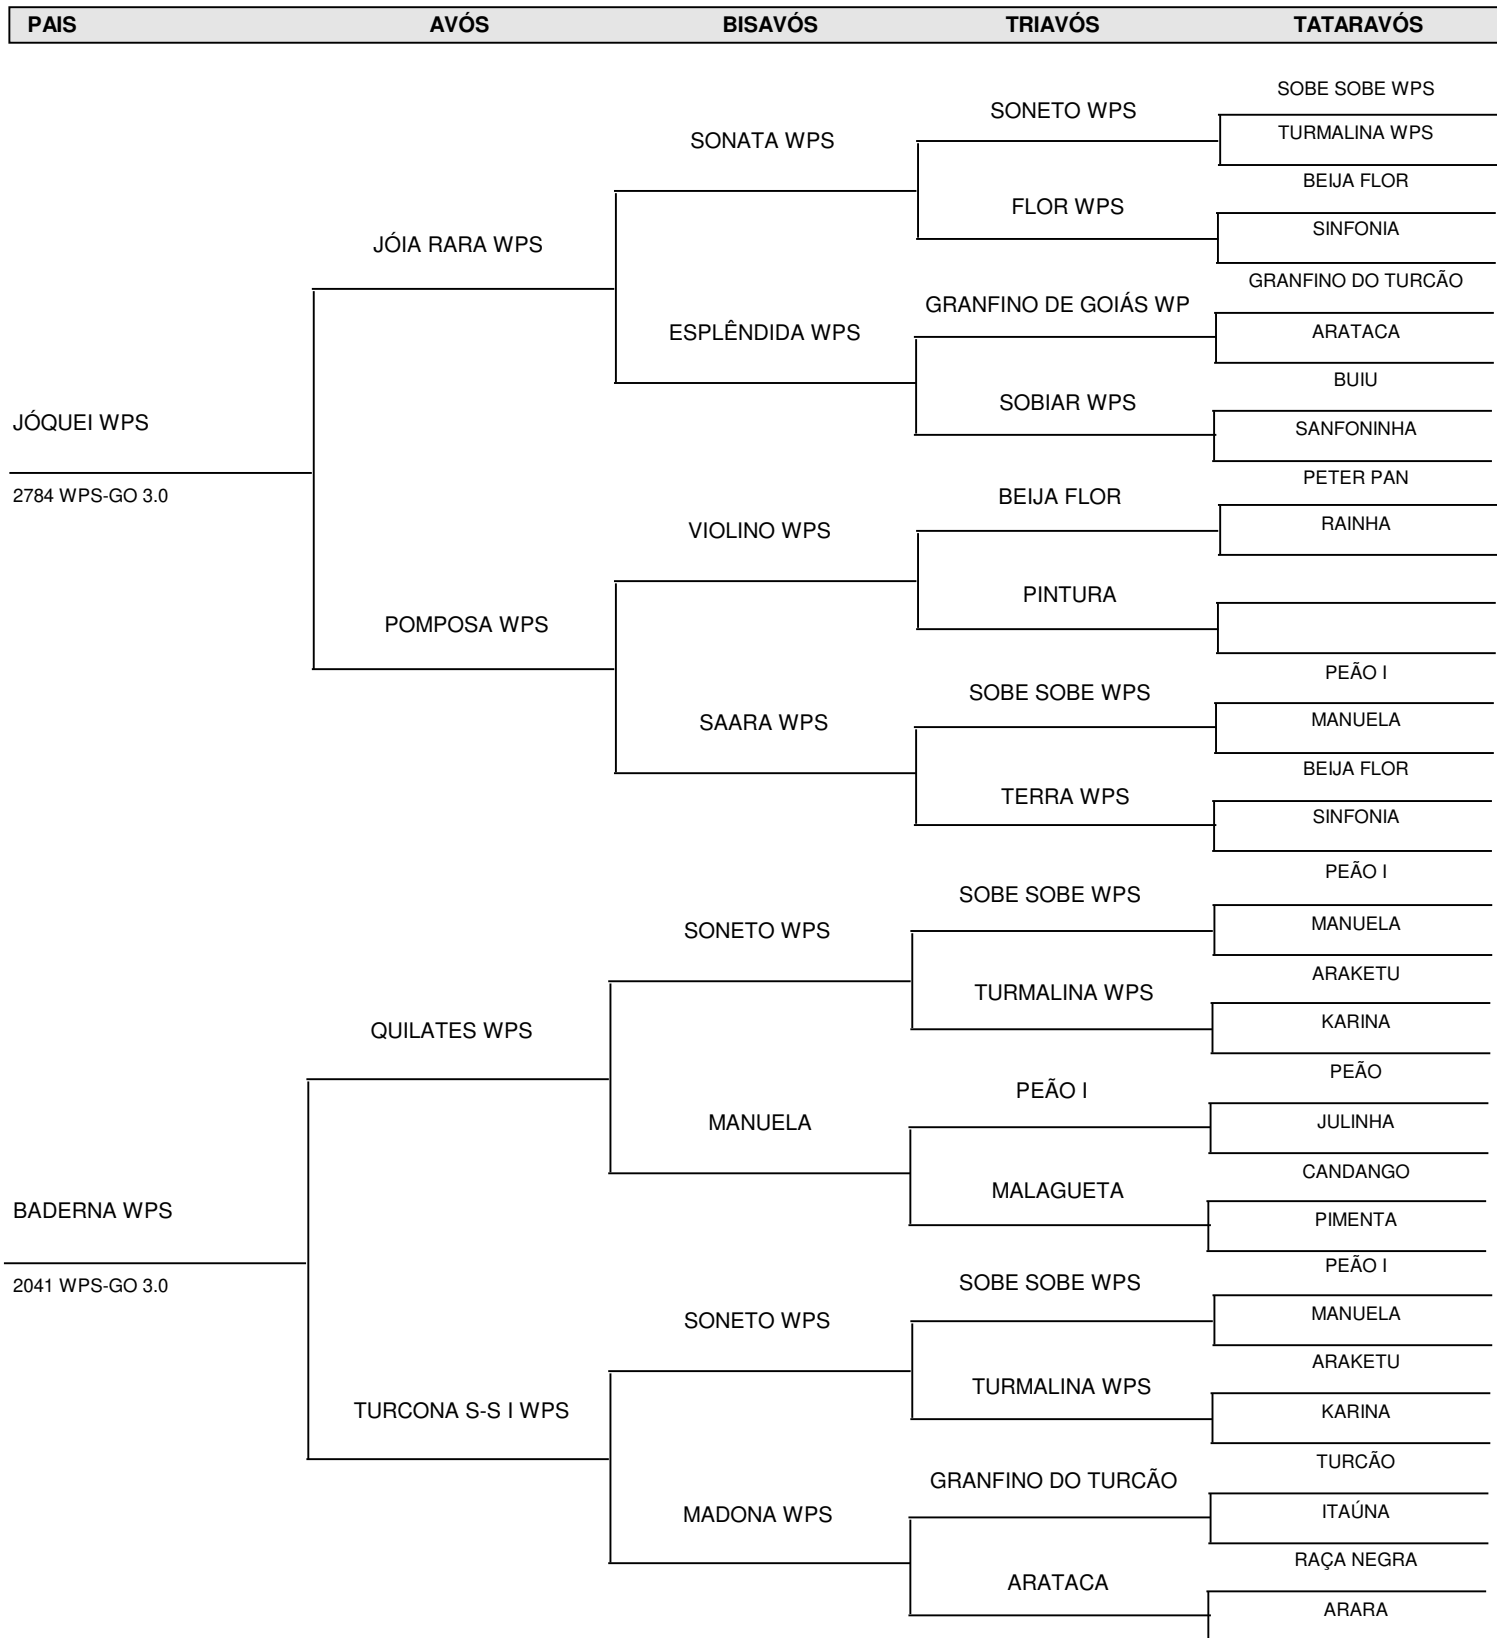 PAIS AVÓS BISAVÓS TRIAVÓS TATARAVÓS
SOBE SOBE WPS
SONETO WPS
TURMALINA WPS
SONATA WPS
BEIJA FLOR
FLOR WPS
SINFONIA
JÓIA RARA WPS
GRANFINO DO TURCÃO
GRANFINO DE GOIÁS WP
ARATACA
ESPLÊNDIDA WPS
BUIU
SOBIAR WPS
SANFONINHA
JÓQUEI WPS
2784 WPS-GO 3.0
PETER PAN
BEIJA FLOR
RAINHA
VIOLINO WPS
PINTURA
POMPOSA WPS
PEÃO I
SOBE SOBE WPS
MANUELA
SAARA WPS
BEIJA FLOR
TERRA WPS
SINFONIA
PEÃO I
SOBE SOBE WPS
MANUELA
SONETO WPS
ARAKETU
TURMALINA WPS
KARINA
QUILATES WPS
PEÃO
PEÃO I
JULINHA
MANUELA
CANDANGO
MALAGUETA
PIMENTA
BADERNA WPS
2041 WPS-GO 3.0
PEÃO I
SOBE SOBE WPS
MANUELA
SONETO WPS
ARAKETU
TURMALINA WPS
KARINA
TURCONA S-S I WPS
TURCÃO
GRANFINO DO TURCÃO
ITAÚNA
MADONA WPS
RAÇA NEGRA
ARATACA
ARARA